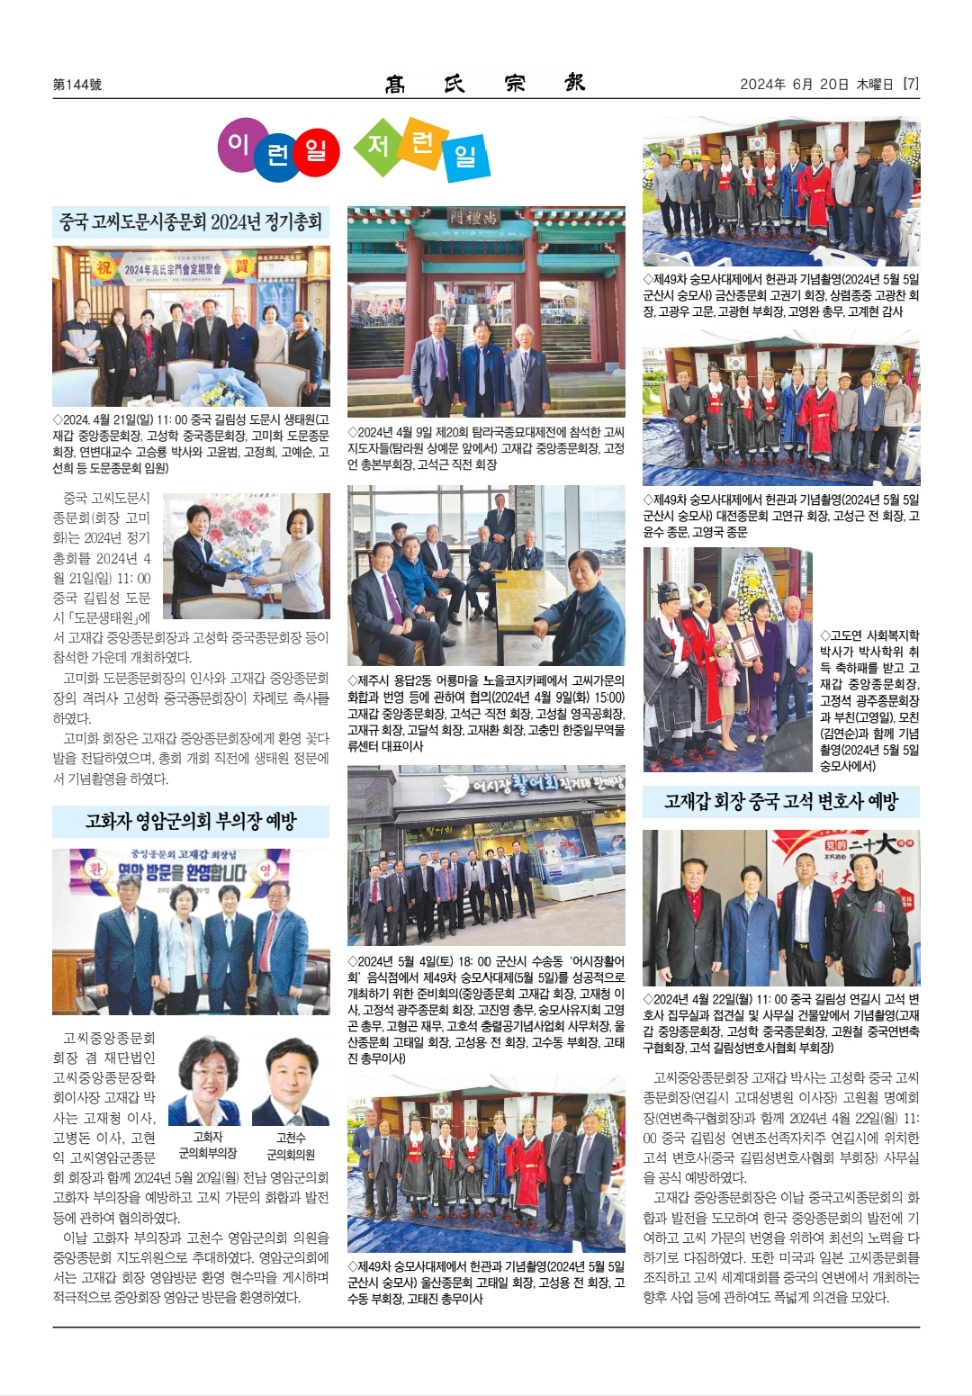 第144號
高氏宗報
2024年 6月 20日 木曜日 [7]
이런일 저런일
중국 고씨도문시종문회 2024년 정기총회
祝 2024年高氏宗門會定期聚會 賀
◇2024. 4월 21일(일) 11: 00 중국 길림성 도문시 생태원(고
재갑 중앙종문회장, 고성학 중국종문회장, 고미화 도문종문
회장, 연변대교수 고승룡 박사와 고윤범, 고정희, 고예순, 고
선희 등 도문종문회 임원)
중국 고씨도문시
종문회(회장 고미
화)는 2024년 정기
총회를 2024년 4
월 21일(일) 11: 00
중국 길림성 도문
시 「도문생태원」에
서 고재갑 중앙종문회장과 고성학 중국종문회장 등이
참석한 가운데 개최하였다.
고미화 도문종문회장의 인사와 고재갑 중앙종문회
장의 격려사 고성학 중국종문회장이 차례로 축사를
하였다.
고미화 회장은 고재갑 중앙종문회장에게 환영 꽃다
발을 전달하였으며, 총회 개회 직전에 생태원 정문에
서 기념촬영을 하였다.
고화자 영암군의회 부의장 예방
중앙종문회 고재갑 회장님
환 영암 방문을 환영합니다 영
고씨중앙종문회
회장 겸 재단법인
고씨중앙종문장학
회이사장 고재갑 박
사는 고재청 이사,
고병돈 이사, 고현
익 고씨영암군종문
고화자
군의회부의장
고천수
군의회의원
회 회장과 함께 2024년 5월 20일(월) 전남 영암군의회
고화자 부의장을 예방하고 고씨 가문의 화합과 발전
등에 관하여 협의하였다.
이날 고화자 부의장과 고천수 영암군의회 의원을
중앙종문회 지도위원으로 추대하였다. 영암군의회에
서는 고재갑 회장 영암방문 환영 현수막을 게시하며
적극적으로 중앙회장 영암군 방문을 환영하였다.
門禮尚
◇2024년 4월 9일 제20회 탐라국종묘대제전에 참석한 고씨
지도자들(탐라원 상예문 앞에서) 고재갑 중앙종문회장, 고정
언 총본부회장, 고석근 직전 회장
◇제주시 용답2동 어룡마을 노을코지카페에서 고씨가문의
화합과 번영 등에 관하여 협의(2024년 4월 9일(화) 15:00)
고재갑 중앙종문회장, 고석근 직전 회장, 고성칠 영곡공회장,
고재규 회장, 고달석 회장, 고재환 회장, 고충민 한중일무역물
류센터 대표이사
어시장활어회 직거래 판매장
◇2024년 5월 4일(토) 18: 00 군산시 수송동 ‘어시장활어
회’ 음식점에서 제49차 숭모사대제(5월 5일)를 성공적으로
개최하기 위한 준비회의(중앙종문회 고재갑 회장, 고재청 이
사, 고정석 광주종문회 회장, 고진영 총무, 숭모사유지회 고영
곤 총무, 고형곤 재무, 고호석 충렬공기념사업회 사무처장, 울
산종문회 고태일 회장, 고성용 전 회장, 고수동 부회장, 고태
진 총무이사)
◇제49차 숭모사대제에서 헌관과 기념촬영(2024년 5월 5일
군산시 숭모사) 울산종문회 고태일 회장, 고성용 전 회장, 고
수동 부회장, 고태진 총무이사
◇제49차 숭모사대제에서 헌관과 기념촬영(2024년 5월 5일
군산시 숭모사) 금산종문회 고권기 회장, 상렴종중 고광찬 회
장, 고광우 고문, 고광현 부회장, 고영완 총무, 고계현 감사
◇제49차 숭모사대제에서 헌관과 기념촬영(2024년 5월 5일
군산시 숭모사) 대전종문회 고연규 회장, 고성근 전 회장, 고
윤수 종문, 고영국 종문
◇고도연 사회복지학
박사가 박사학위 취
득 축하패를 받고 고
재갑 중앙종문회장,
고정석 광주종문회장
과 부친(고영일), 모친
(김연순)과 함께 기념
촬영(2024년 5월 5일
숭모사에서)
고재갑 회장 중국 고석 변호사 예방
党的二十大
◇2024년 4월 22일(월) 11: 00 중국 길림성 연길시 고석 변
호사 집무실과 접견실 및 사무실 건물앞에서 기념촬영(고재
갑 중앙종문회장, 고성학 중국종문회장, 고원철 중국연변축
구협회장, 고석 길림성변호사협회 부회장)
고씨중앙종문회장 고재갑 박사는 고성학 중국 고씨
종문회장(연길시 고대성병원 이사장) 고원철 명예회
장(연변축구협회장)과 함께 2024년 4월 22일(월) 11:
00 중국 길림성 연변조선족자치주 연길시에 위치한
고석 변호사(중국 길림성변호사협회 부회장) 사무실
을 공식 예방하였다.
고재갑 중앙종문회장은 이날 중국고씨종문회의 화
합과 발전을 도모하여 한국 중앙종문회의 발전에 기
여하고 고씨 가문의 번영을 위하여 최선의 노력을 다
하기로 다짐하였다. 또한 미국과 일본 고씨종문회를
조직하고 고씨 세계대회를 중국의 연변에서 개최하는
향후 사업 등에 관하여도 폭넓게 의견을 모았다.